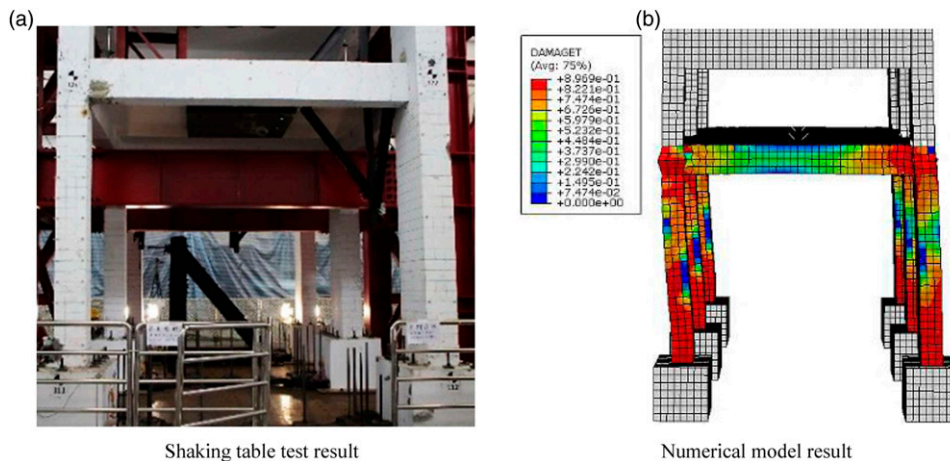 (a)
(b)
DAMAGET
(Avg: 75%)
+8.969e-01
+8.221e-01
+7.474e-01
+6.726e-01
+5.979e-01
+5.232e-01
+4.484e-01
+3.737e-01
+2.990e-01
+2.242e-01
+1.495e-01
+7.474e-02
+0.000e+00
Shaking table test result
Numerical model result